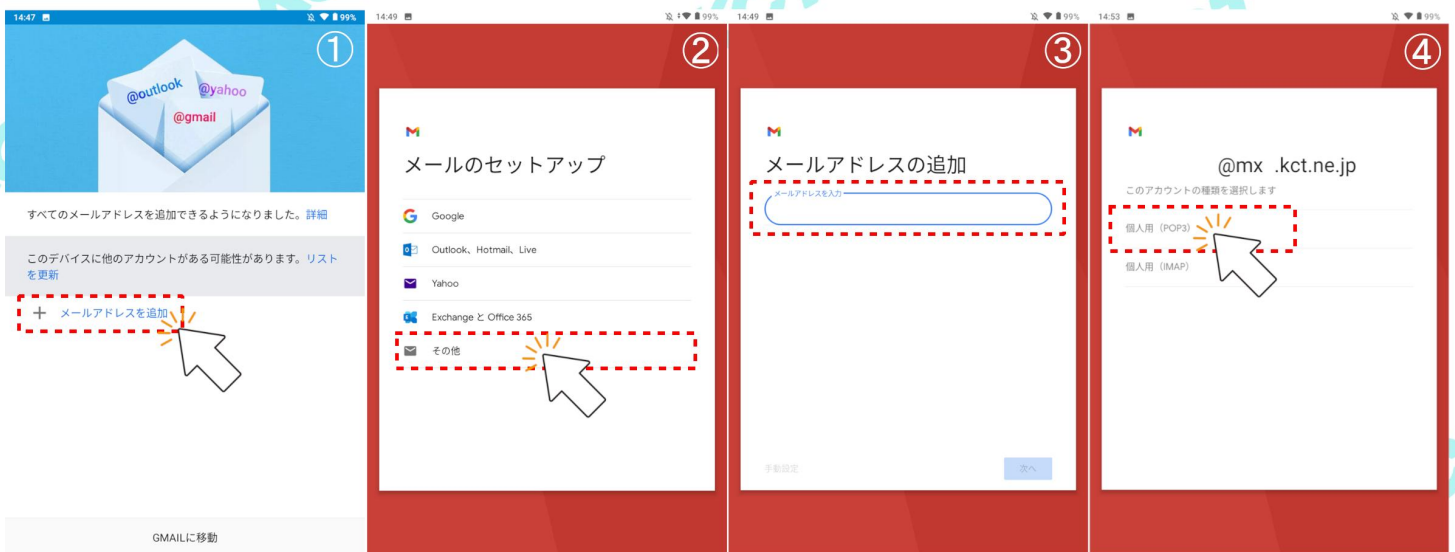 14:47
99%
①
@outlook
@yahoo
@gmail
すべてのメールアドレスを追加できるようになりました。詳細
このデバイスに他のアカウントがある可能性があります。リスト
を更新
+ メールアドレスを追加
GMAILに移動
14:49
99%
②
メールのセットアップ
Google
Outlook、Hotmail、Live
Yahoo
Exchange と Office 365
その他
14:49
99%
③
メールアドレスの追加
メールアドレスを入力
手動設定
次へ
14:53
99%
④
@mx .kct.ne.jp
このアカウントの種類を選択します
個人用（POP3）
個人用（IMAP）